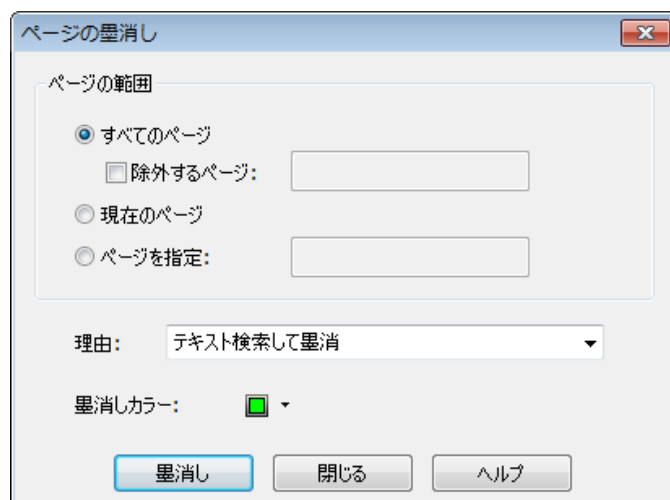 ページの墨消し
ページの範囲
すべてのページ
除外するページ:
現在のページ
ページを指定:
理由: テキスト検索して墨消
墨消しカラー:
墨消し 閉じる ヘルプ